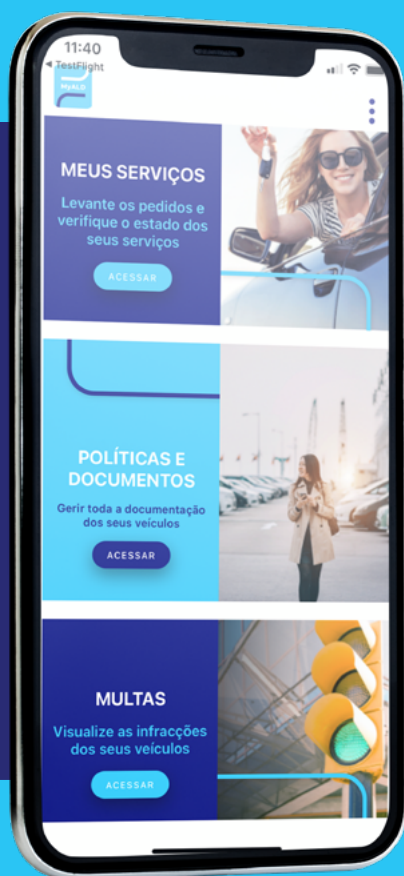 11:40
◀ TestFlight
MyALD
MEUS SERVIÇOS
Levante os pedidos e
verifique o estado dos
seus serviços
ACESSAR
POLÍTICAS E
DOCUMENTOS
Gerir toda a documentação
dos seus veículos
ACESSAR
MULTAS
Visualize as infracções
dos seus veículos
ACESSAR